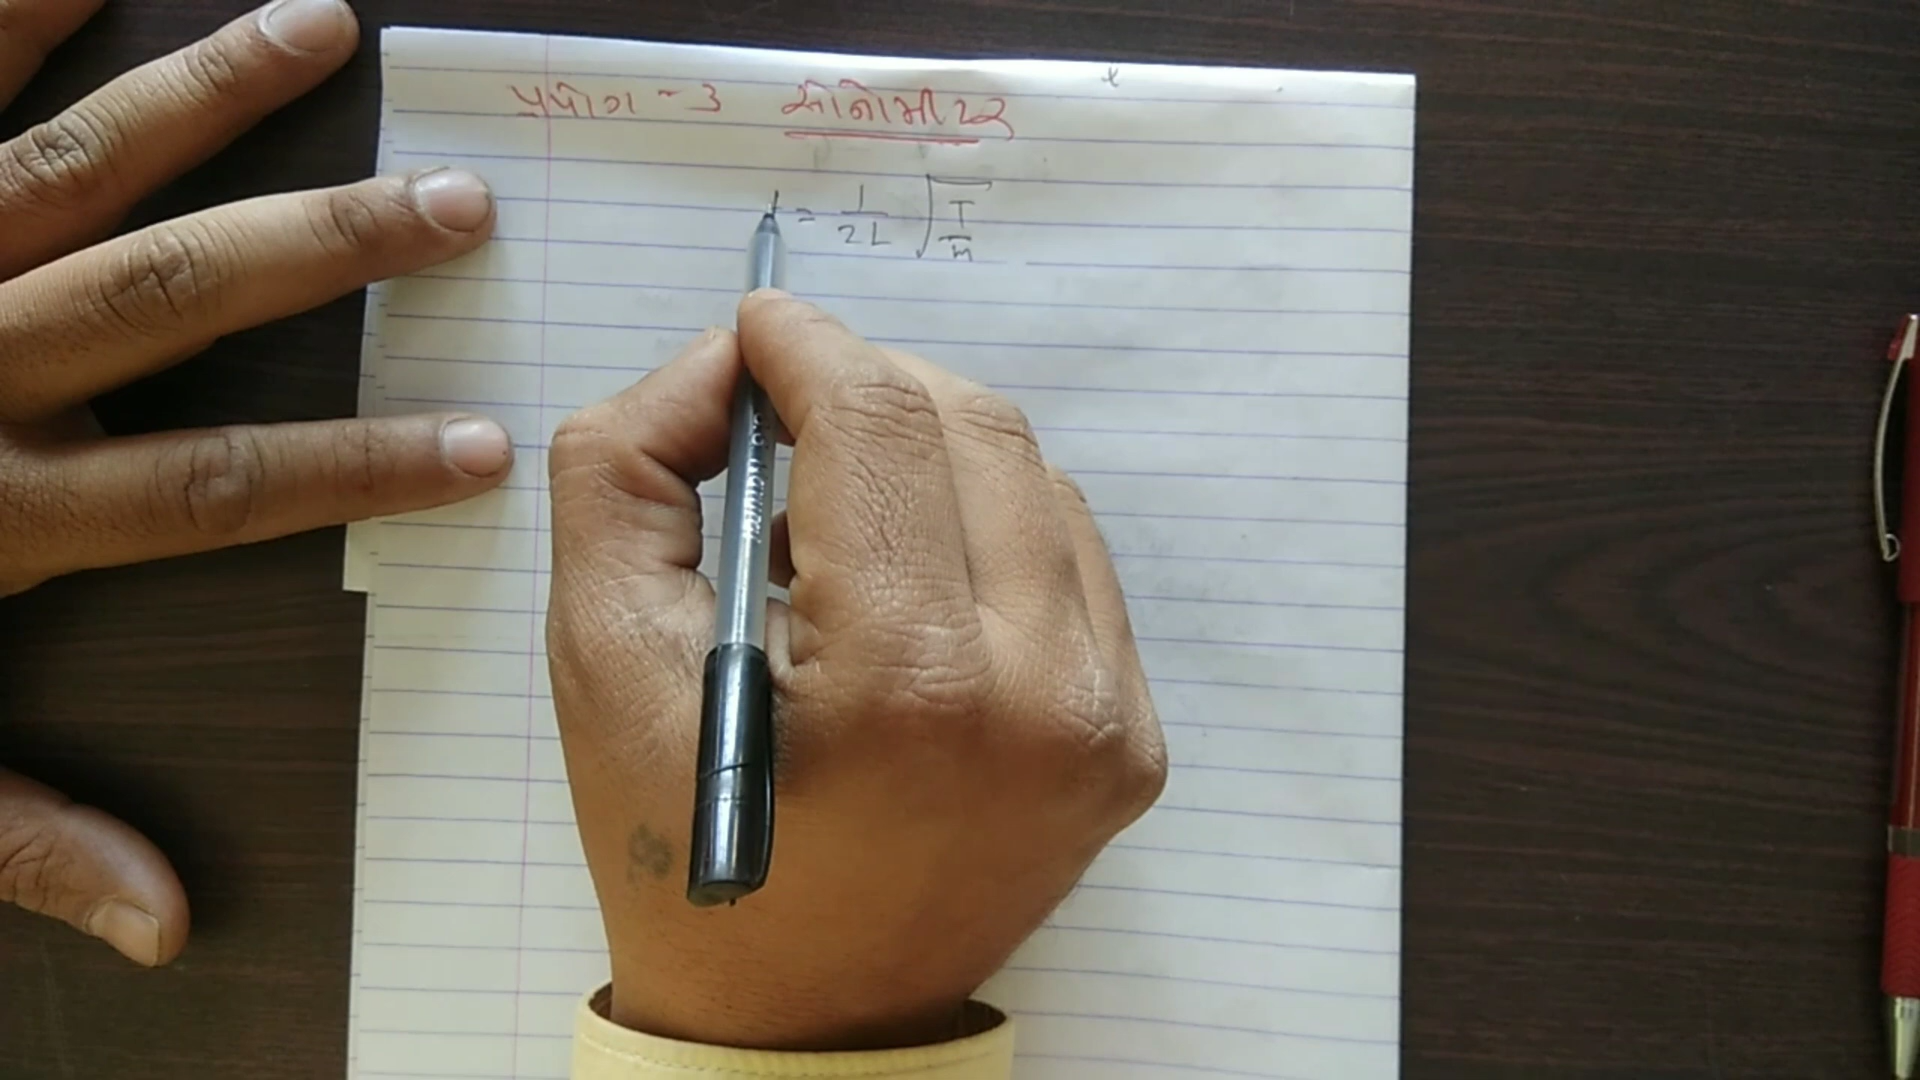 પ્રયોગ - 3 સોનોમીટર
= 1/2L √T/m